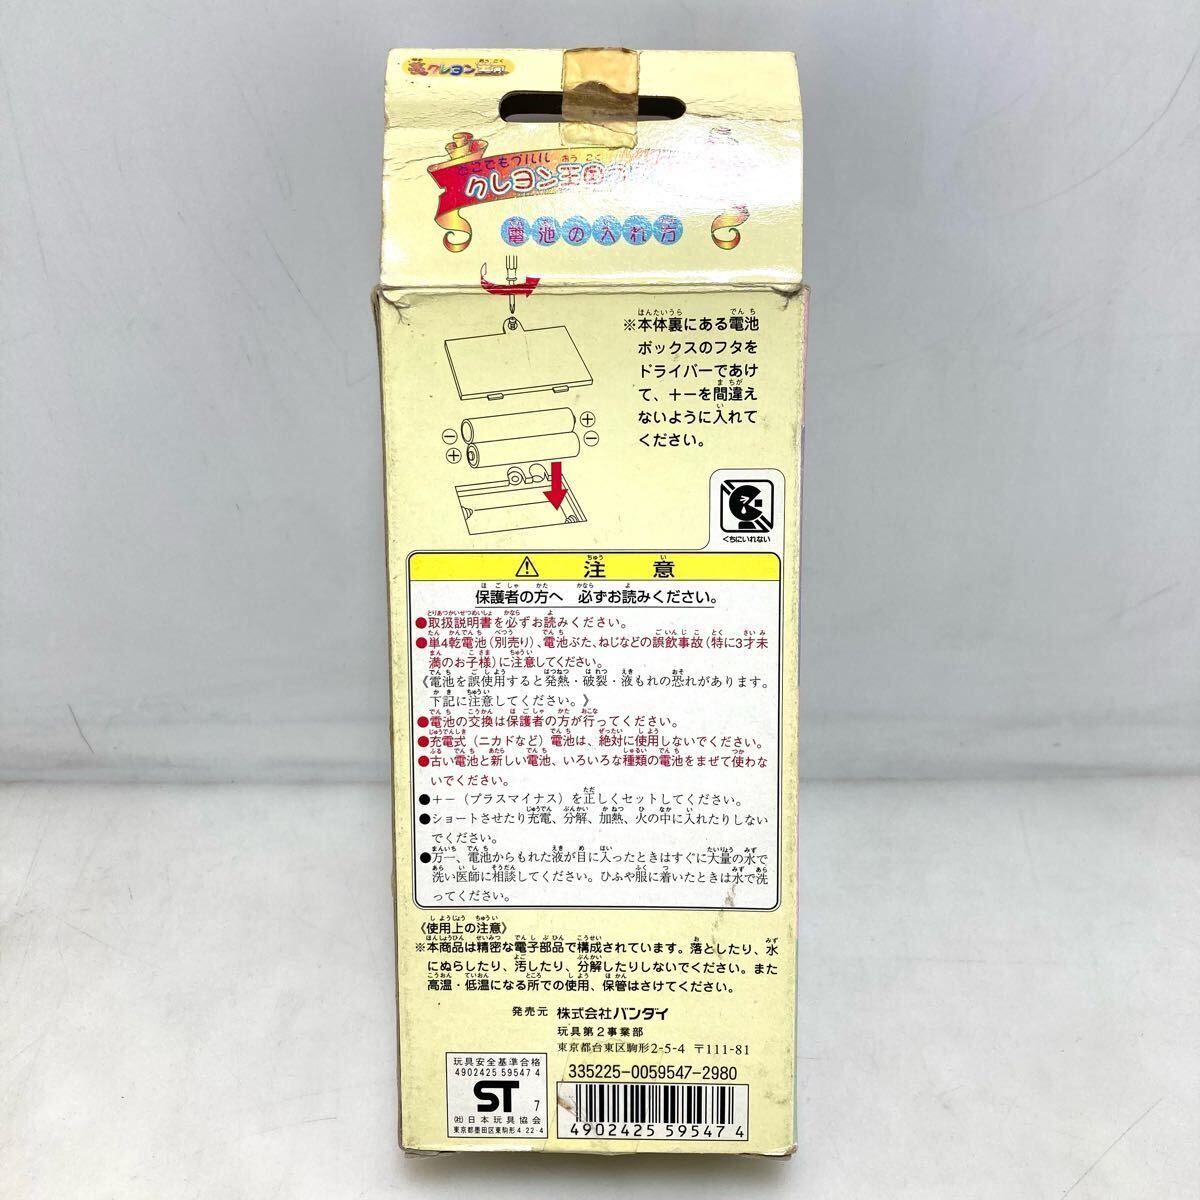 夢のクレヨン王国
どこでもプルルル
クレヨン王国
電池の入れ方
※本体裏にある電池
ボックスのフタを
ドライバーであけ
て、+−を間違え
ないように入れて
ください。
くちにいれない
⚠ 注意
保護者の方へ 必ずお読みください。
●取扱説明書を必ずお読みください。
●単4乾電池(別売り)、電池ぶた、ねじなどの誤飲事故(特に3才未
満のお子様)に注意してください。
《電池を誤使用すると発熱・破裂・液もれの恐れがあります。
下記に注意してください。》
●電池の交換は保護者の方が行ってください。
●充電式(ニカドなど)電池は、絶対に使用しないでください。
●古い電池と新しい電池、いろいろな種類の電池をまぜて使わな
いでください。
●+−(プラスマイナス)を正しくセットしてください。
●ショートさせたり充電、分解、加熱、火の中に入れたりしない
でください。
●万一、電池からもれた液が目に入ったときはすぐに大量の水で
洗い医師に相談してください。ひふや服に着いたときは水で洗
ってください。
《使用上の注意》
※本商品は精密な電子部品で構成されています。落としたり、水
にぬらしたり、汚したり、分解したりしないでください。また
高温・低温になる所での使用、保管はさけてください。
発売元 株式会社バンダイ
玩具第2事業部
東京都台東区駒形2-5-4 〒111-81
335225-0059547-2980
玩具安全基準合格
4902425 59547 4
ST 7
(社)日本玩具協会
東京都墨田区東駒形4-22-4
4902425 595474